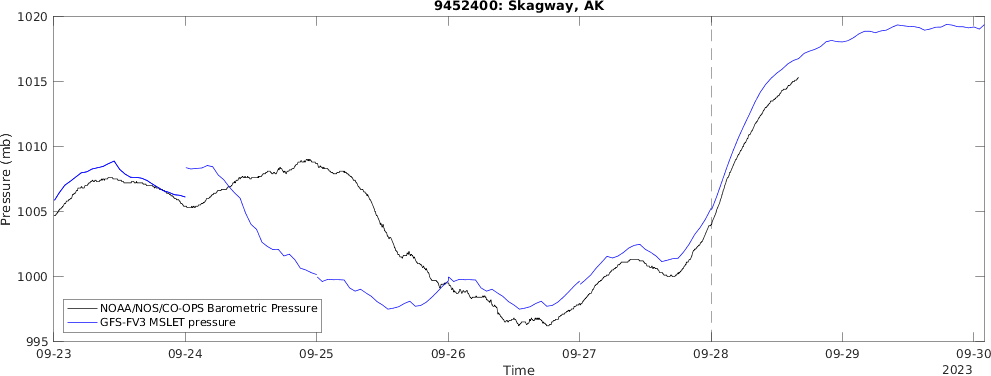 9452400: Skagway, AK
Pressure (mb)
1020
1015
1010
1005
1000
995
NOAA/NOS/CO-OPS Barometric Pressure
GFS-FV3 MSLET pressure
09-23 09-24 09-25 09-26 09-27 09-28 09-29 09-30
Time
2023